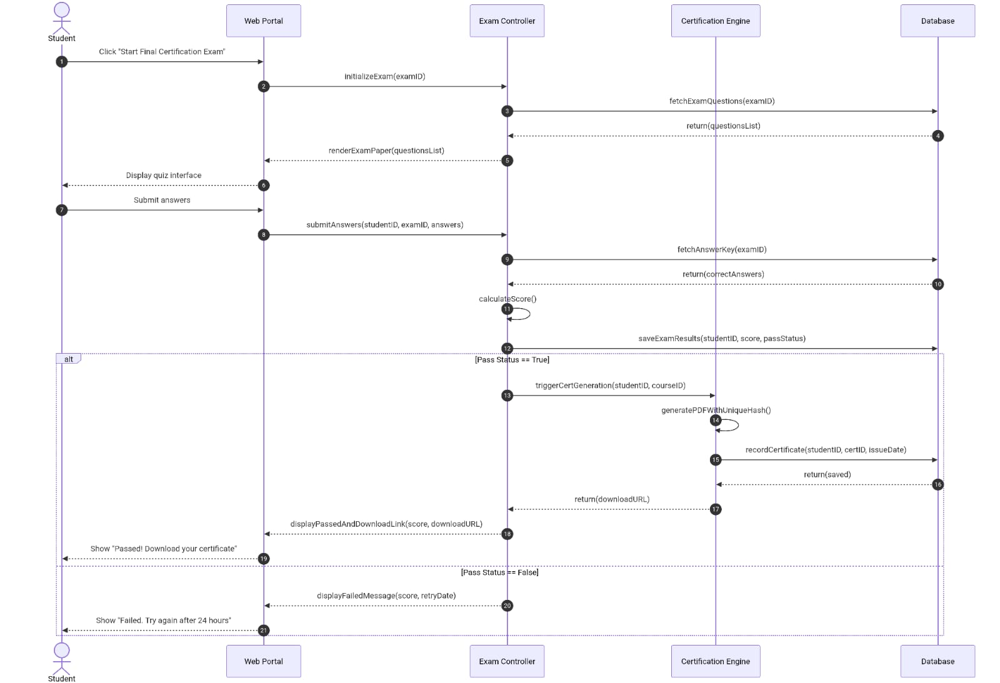 Student
Web Portal
Exam Controller
Certification Engine
Database
Click "Start Final Certification Exam"
1
initializeExam(examID)
2
fetchExamQuestions(examID)
3
return(questionsList)
4
renderExamPaper(questionsList)
5
Display quiz interface
6
Submit answers
7
submitAnswers(studentID, examID, answers)
8
fetchAnswerKey(examID)
9
return(correctAnswers)
10
calculateScore()
11
saveExamResults(studentID, score, passStatus)
12
alt
[Pass Status == True]
triggerCertGeneration(studentID, courseID)
13
generatePDFWithUniqueHash()
14
recordCertificate(studentID, certID, issueDate)
15
return(saved)
16
return(downloadURL)
17
displayPassedAndDownloadLink(score, downloadURL)
18
Show "Passed! Download your certificate"
19
[Pass Status == False]
displayFailedMessage(score, retryDate)
20
Show "Failed. Try again after 24 hours"
21
Student
Web Portal
Exam Controller
Certification Engine
Database